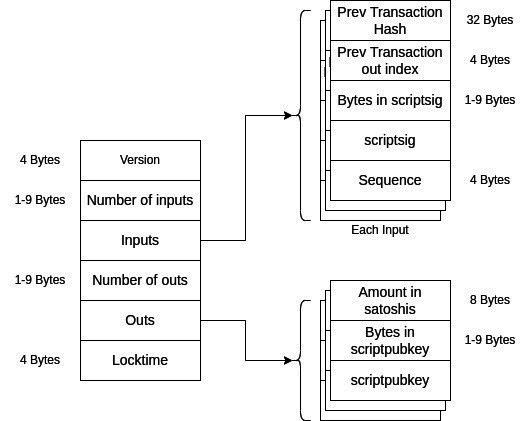 4 Bytes
Version
1-9 Bytes
Number of inputs
Inputs
1-9 Bytes
Number of outs
Outs
4 Bytes
Locktime
Prev Transaction
Hash
32 Bytes
Prev Transaction
out index
4 Bytes
Bytes in scriptsig
1-9 Bytes
scriptsig
Sequence
4 Bytes
Each Input
Amount in
satoshis
8 Bytes
Bytes in
scriptpubkey
1-9 Bytes
scriptpubkey